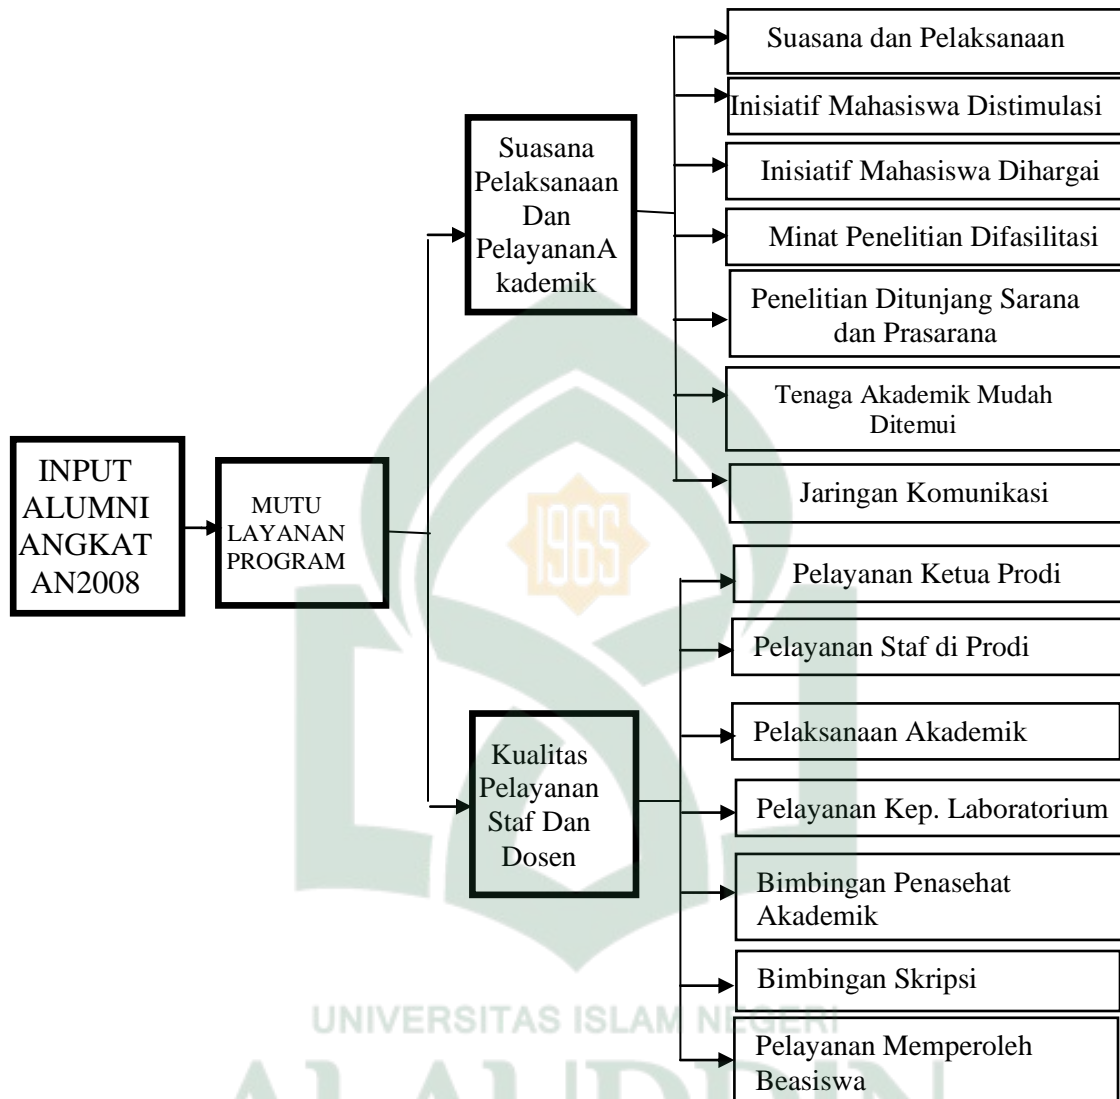 INPUT
ALUMNI
ANGKAT
AN2008
MUTU
LAYANAN
PROGRAM
Suasana
Pelaksanaan
Dan
PelayananA
kademik
Suasana dan Pelaksanaan
Inisiatif Mahasiswa Distimulasi
Inisiatif Mahasiswa Dihargai
Minat Penelitian Difasilitasi
Penelitian Ditunjang Sarana
dan Prasarana
Tenaga Akademik Mudah
Ditemui
Jaringan Komunikasi
Kualitas
Pelayanan
Staf Dan
Dosen
Pelayanan Ketua Prodi
Pelayanan Staf di Prodi
Pelaksanaan Akademik
Pelayanan Kep. Laboratorium
Bimbingan Penasehat
Akademik
Bimbingan Skripsi
Pelayanan Memperoleh
Beasiswa
1965
UNIVERSITAS ISLAM NEGERI
ALAUDDIN